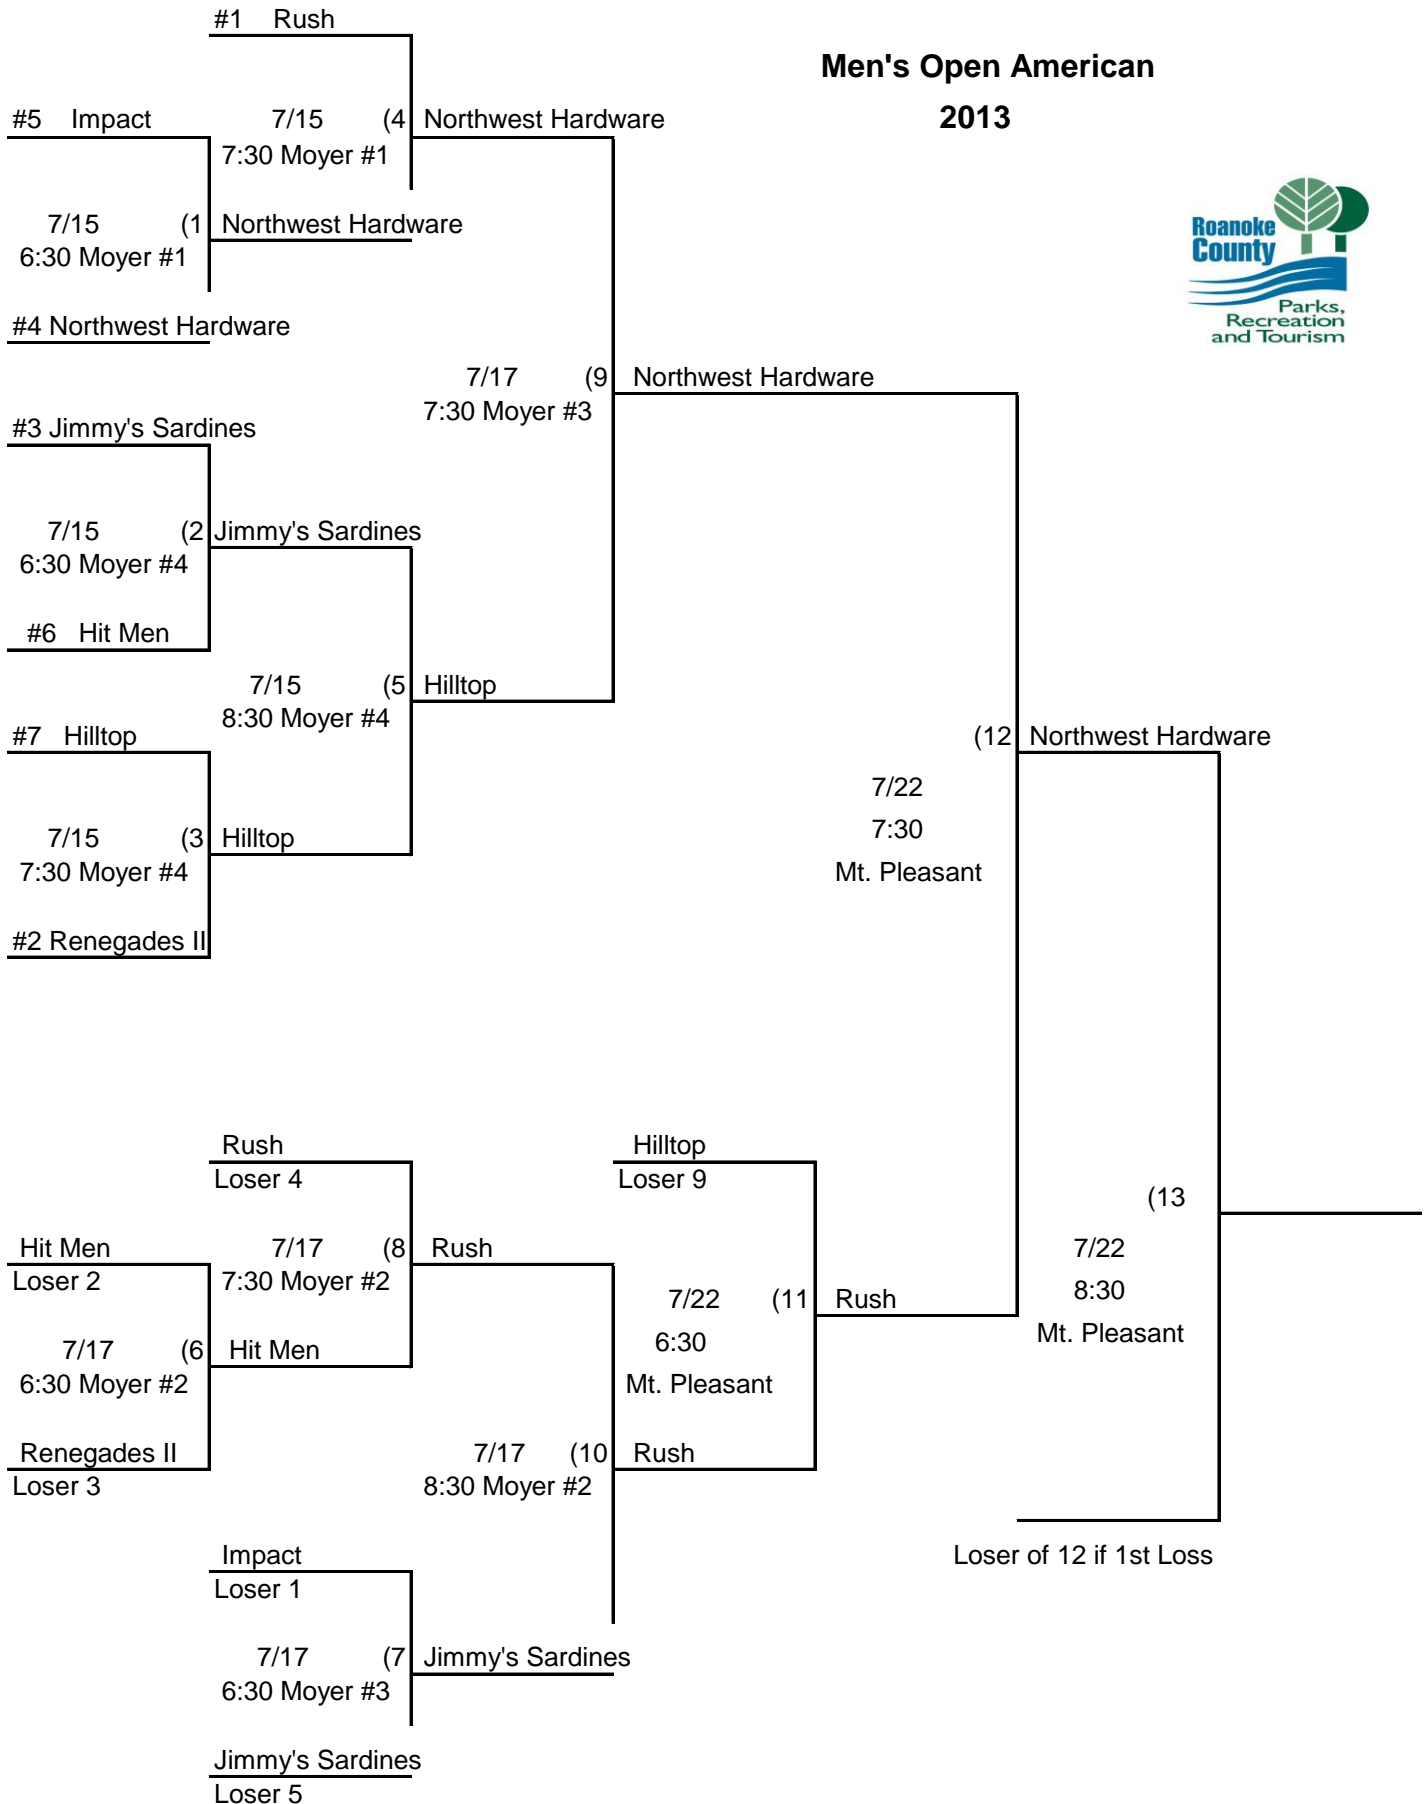 #1 Rush
Men's Open American
2013
#5 Impact
7/15 (4
7:30 Moyer #1
Northwest Hardware
7/15 (1
6:30 Moyer #1
Northwest Hardware
#4 Northwest Hardware
Roanoke
County
Parks,
Recreation
and Tourism
7/17 (9
7:30 Moyer #3
Northwest Hardware
#3 Jimmy's Sardines
7/15 (2
6:30 Moyer #4
Jimmy's Sardines
#6 Hit Men
7/15 (5
8:30 Moyer #4
Hilltop
#7 Hilltop
7/15 (3
7:30 Moyer #4
Hilltop
#2 Renegades II
(12
7/22
7:30
Mt. Pleasant
Northwest Hardware
Rush
Loser 4
Hilltop
Loser 9
Hit Men
Loser 2
7/17 (8
7:30 Moyer #2
Rush
7/17 (6
6:30 Moyer #2
Hit Men
Renegades II
Loser 3
7/22 (11
6:30
Mt. Pleasant
Rush
(13
7/22
8:30
Mt. Pleasant
7/17 (10
8:30 Moyer #2
Rush
Impact
Loser 1
Loser of 12 if 1st Loss
7/17 (7
6:30 Moyer #3
Jimmy's Sardines
Jimmy's Sardines
Loser 5